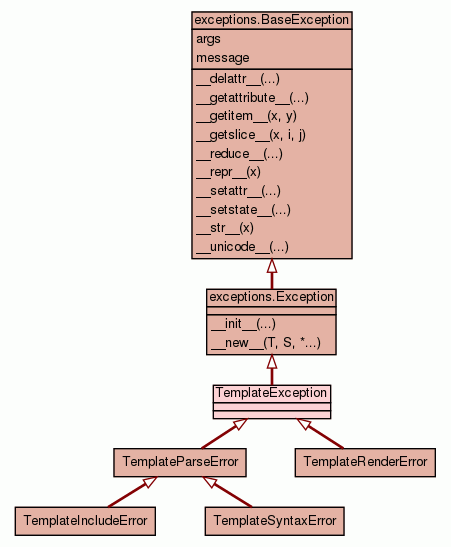 exceptions.BaseException
args
message
__delattr__(...)
__getattribute__(...)
__getitem__(x, y)
__getslice__(x, i, j)
__reduce__(...)
__repr__(x)
__setattr__(...)
__setstate__(...)
__str__(x)
__unicode__(...)
exceptions.Exception
__init__(...)
__new__(T, S, *...)
TemplateException
TemplateParseError
TemplateRenderError
TemplateIncludeError
TemplateSyntaxError